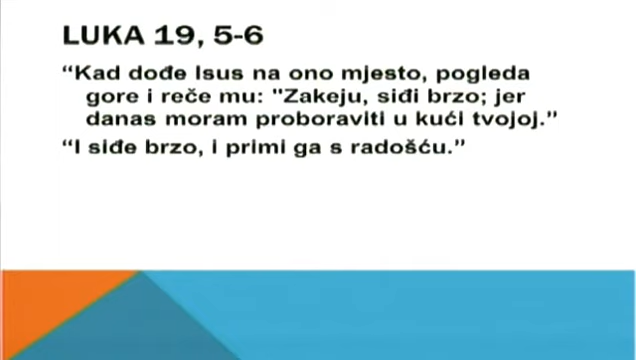 LUKA 19, 5-6
“Kad dođe Isus na ono mjesto, pogleda
gore i reče mu: "Zakeju, siđi brzo; jer
danas moram proboraviti u kući tvojoj.”
“I siđe brzo, i primi ga s radošću.”